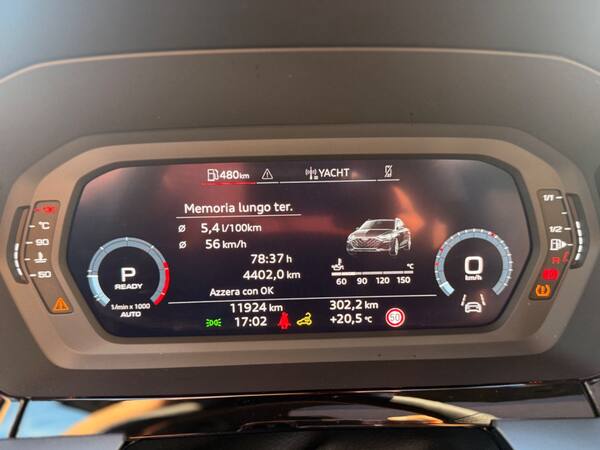 480km YACHT
Memoria lungo ter.
Ø 5,4 l/100km
Ø 56 km/h
78:37 h
4402,0 km
Azzera con OK
60 90 120 150 °C
11924 km 302,2 km
17:02 +20,5 °C 50
P
READY
1/min x 1000
AUTO
0
km/h
°C
90
50
1/1
1/2
R